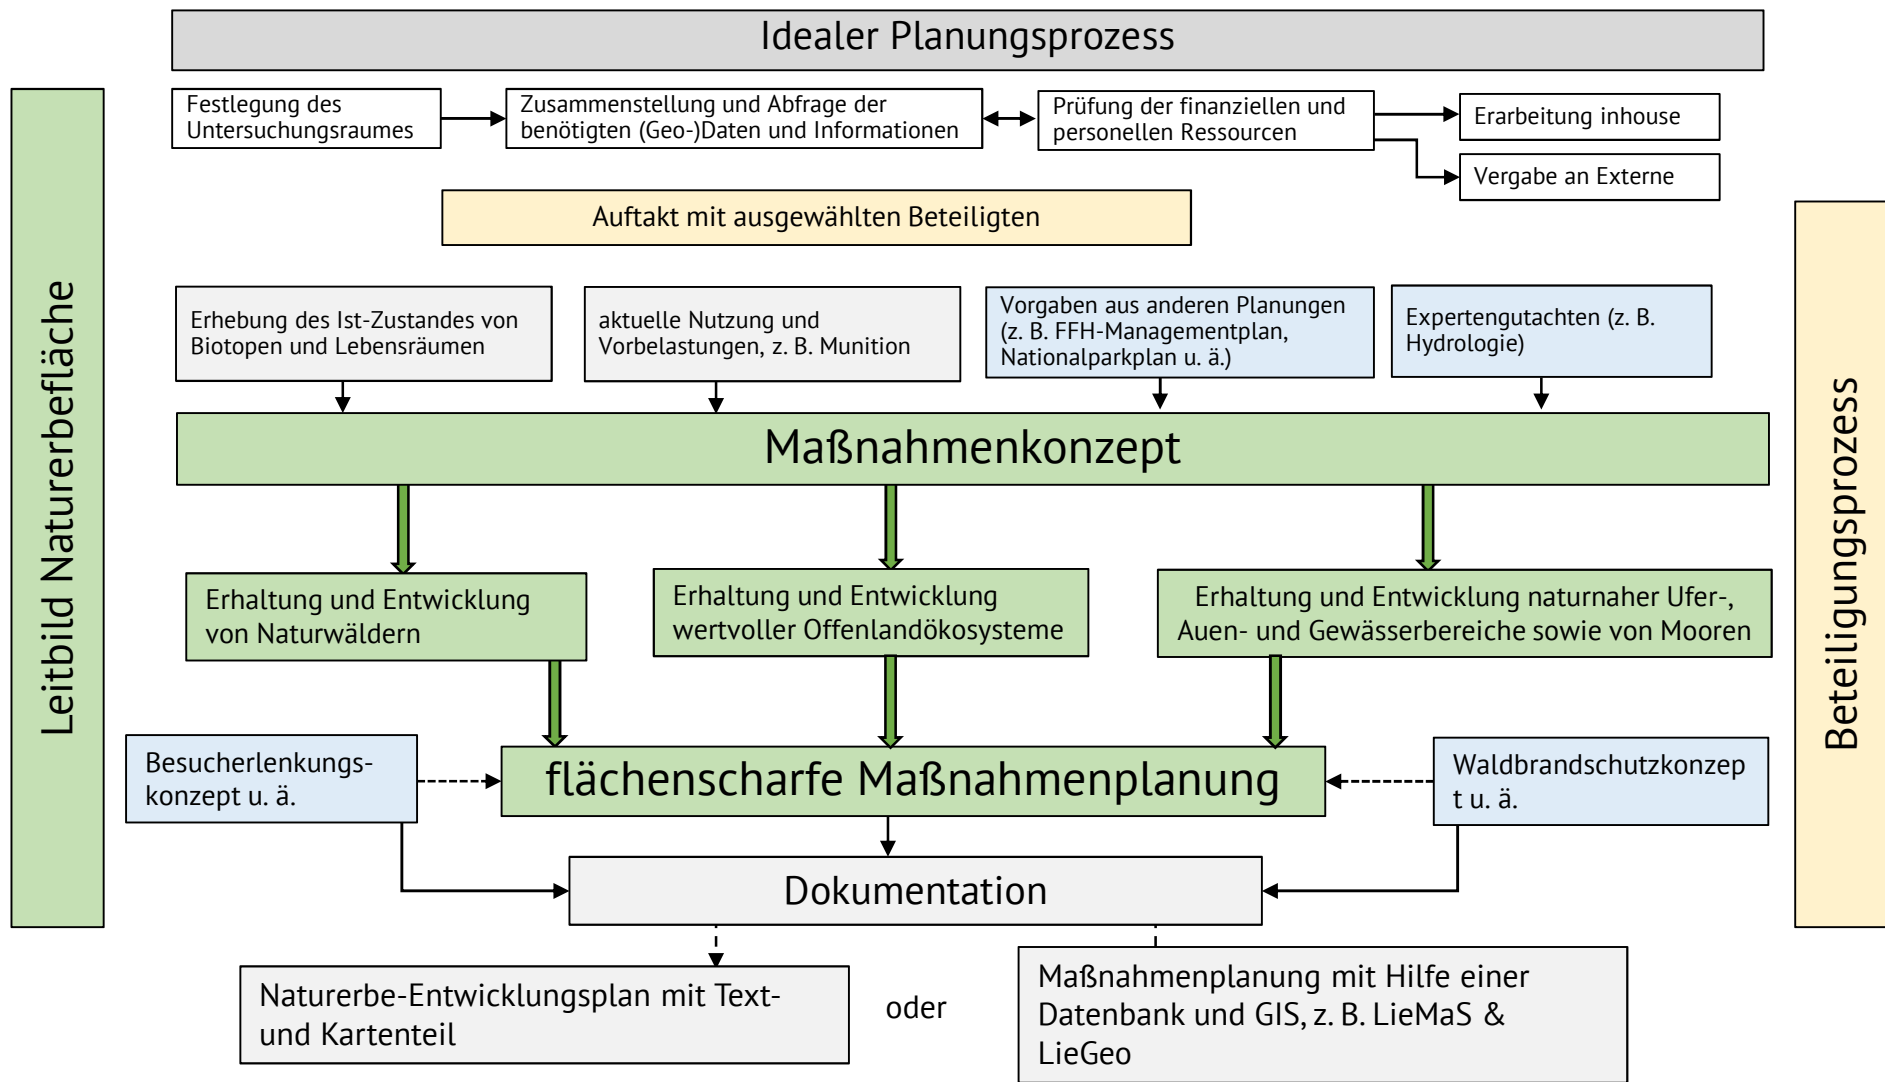 Idealer Planungsprozess
Festlegung des
Untersuchungsraumes
Zusammenstellung und Abfrage der
benötigten (Geo-)Daten und Informationen
Prüfung der finanziellen und
personellen Ressourcen
Erarbeitung inhouse
Vergabe an Externe
Auftakt mit ausgewählten Beteiligten
Leitbild Naturerbefläche
Beteiligungsprozess
Erhebung des Ist-Zustandes von
Biotopen und Lebensräumen
aktuelle Nutzung und
Vorbelastungen, z. B. Munition
Vorgaben aus anderen Planungen
(z. B. FFH-Managementplan,
Nationalparkplan u. ä.)
Expertengutachten (z. B.
Hydrologie)
Maßnahmenkonzept
Erhaltung und Entwicklung
von Naturwäldern
Erhaltung und Entwicklung
wertvoller Offenlandökosysteme
Erhaltung und Entwicklung naturnaher Ufer-,
Auen- und Gewässerbereiche sowie von Mooren
Besucherlenkungs-
konzept u. ä.
flächenscharfe Maßnahmenplanung
Waldbrandschutzkonzep
t u. ä.
Dokumentation
Naturerbe-Entwicklungsplan mit Text-
und Kartenteil
oder
Maßnahmenplanung mit Hilfe einer
Datenbank und GIS, z. B. LieMaS &
LieGeo